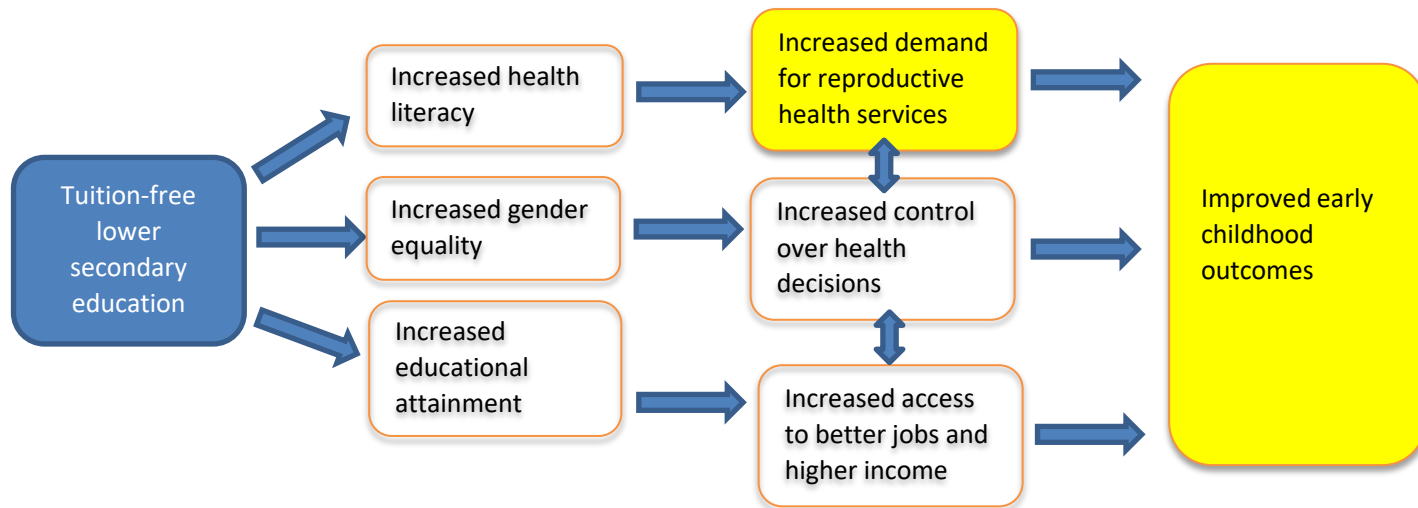 Tuition-free
lower
secondary
education
Increased health
literacy
Increased gender
equality
Increased
educational
attainment
Increased demand
for reproductive
health services
Increased control
over health
decisions
Increased access
to better jobs and
higher income
Improved early
childhood
outcomes